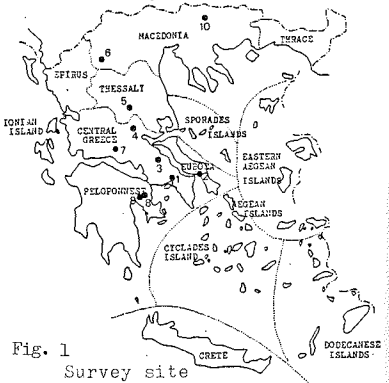 10
MACEDONIA
THRACE
6
EPIRUS
THESSALY
5
IONIAN
ISLAND
SPORADES
ISLANDS
4
CENTRAL
GREECE
7
3
EUBOEA
EASTERN
AEGEAN
ISLANDS
1
2
PELOPONNESE
9
8
AEGEAN
ISLANDS
CYCLADES
ISLAND
DODECANESE
ISLANDS
CRETE
Fig. 1
Survey site